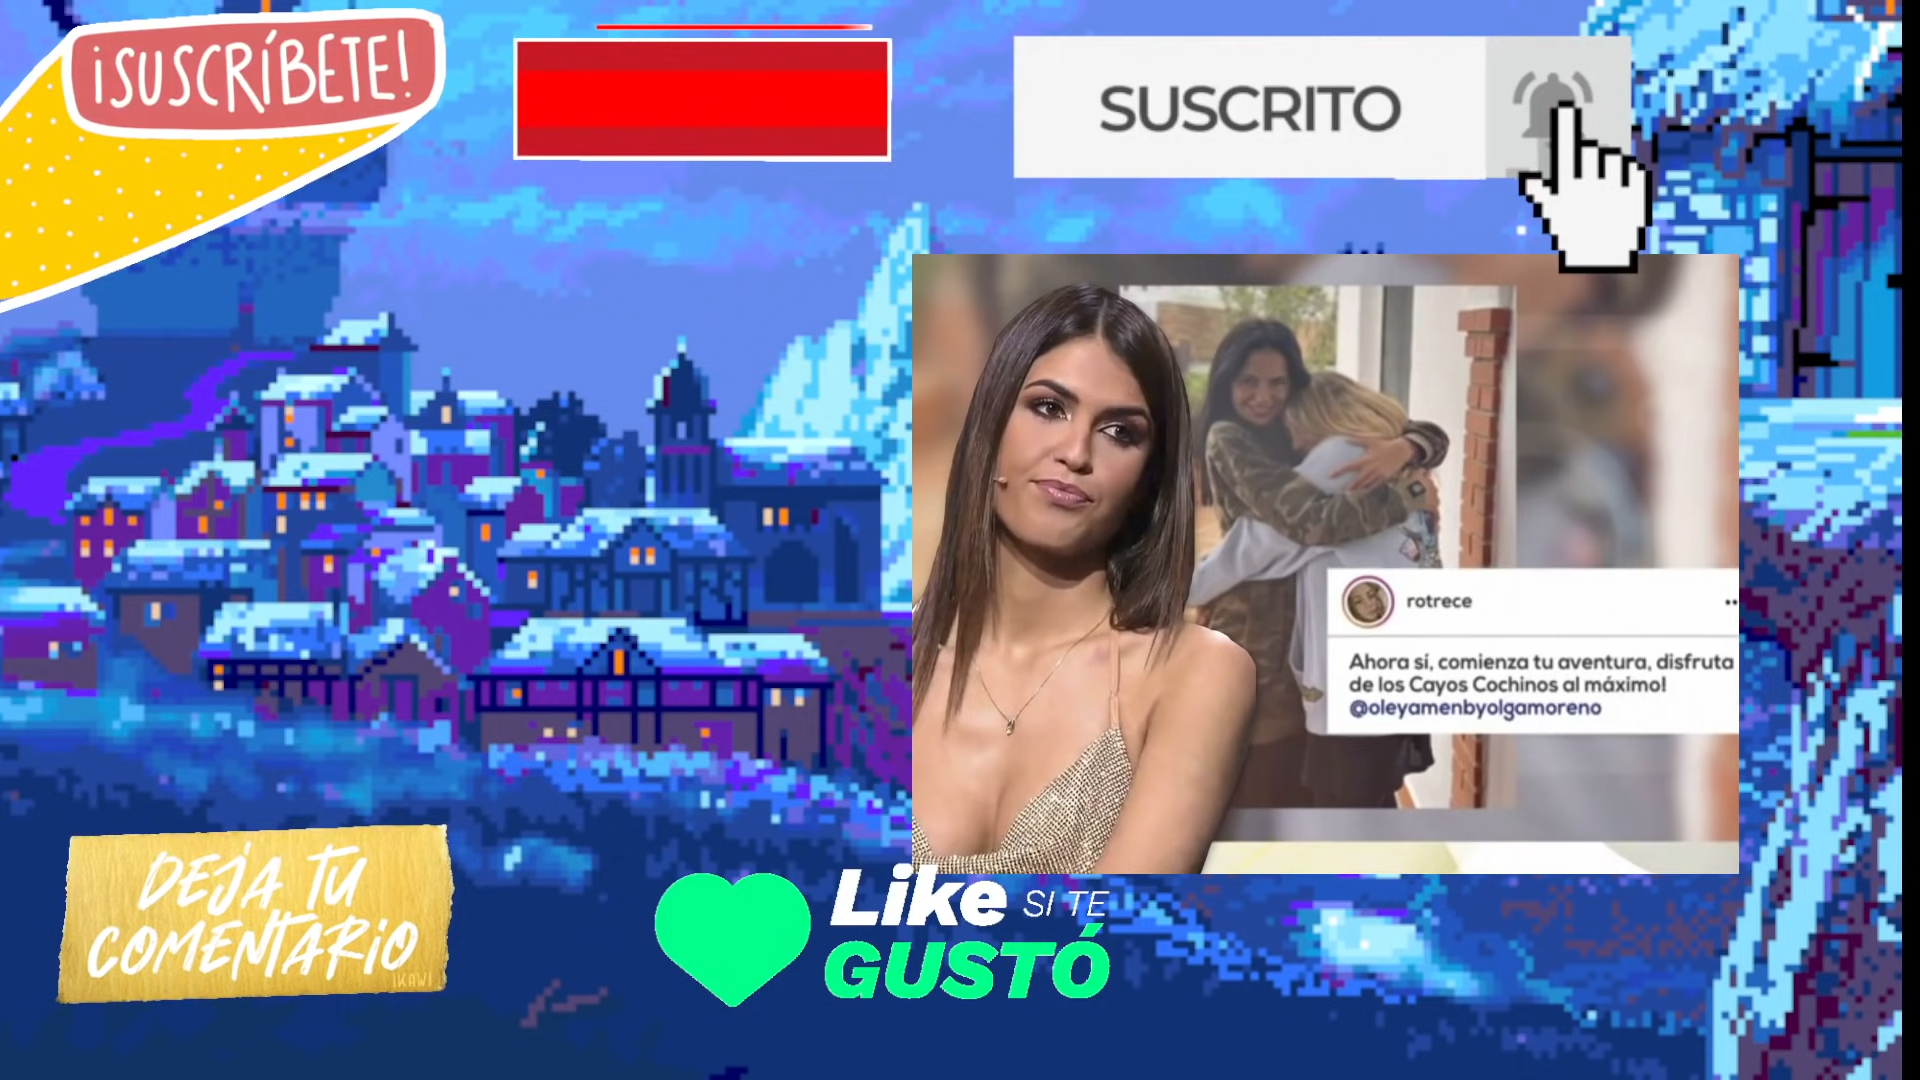 ¡SUSCRÍBETE!
SUSCRITO
rotrece
Ahora sí, comienza tu aventura, disfruta
de los Cayos Cochinos al máximo!
@oleyamenbyolgamoreno
DEJA TU
COMENTARIO
IKAWI
Like SI TE
GUSTÓ